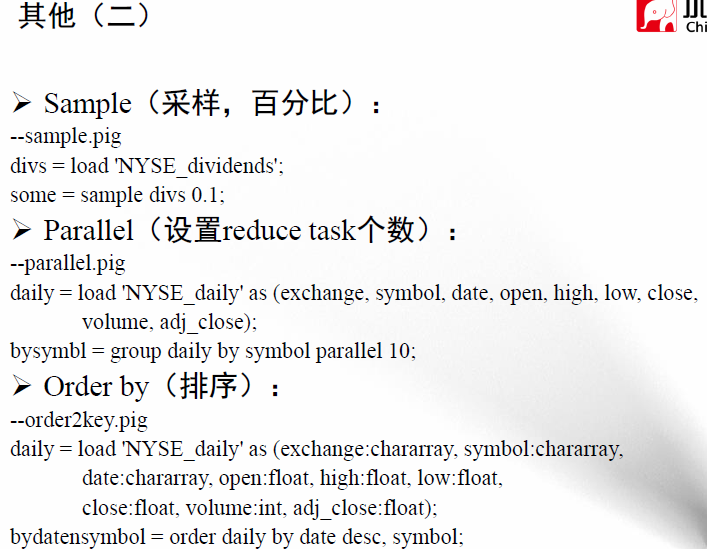 其他（二）
Chi
➢ Sample（采样，百分比）：
--sample.pig
divs = load 'NYSE_dividends';
some = sample divs 0.1;
➢ Parallel（设置reduce task个数）：
--parallel.pig
daily = load 'NYSE_daily' as (exchange, symbol, date, open, high, low, close,
volume, adj_close);
bysymbl = group daily by symbol parallel 10;
➢ Order by（排序）：
--order2key.pig
daily = load 'NYSE_daily' as (exchange:chararray, symbol:chararray,
date:chararray, open:float, high:float, low:float,
close:float, volume:int, adj_close:float);
bydatensymbol = order daily by date desc, symbol;